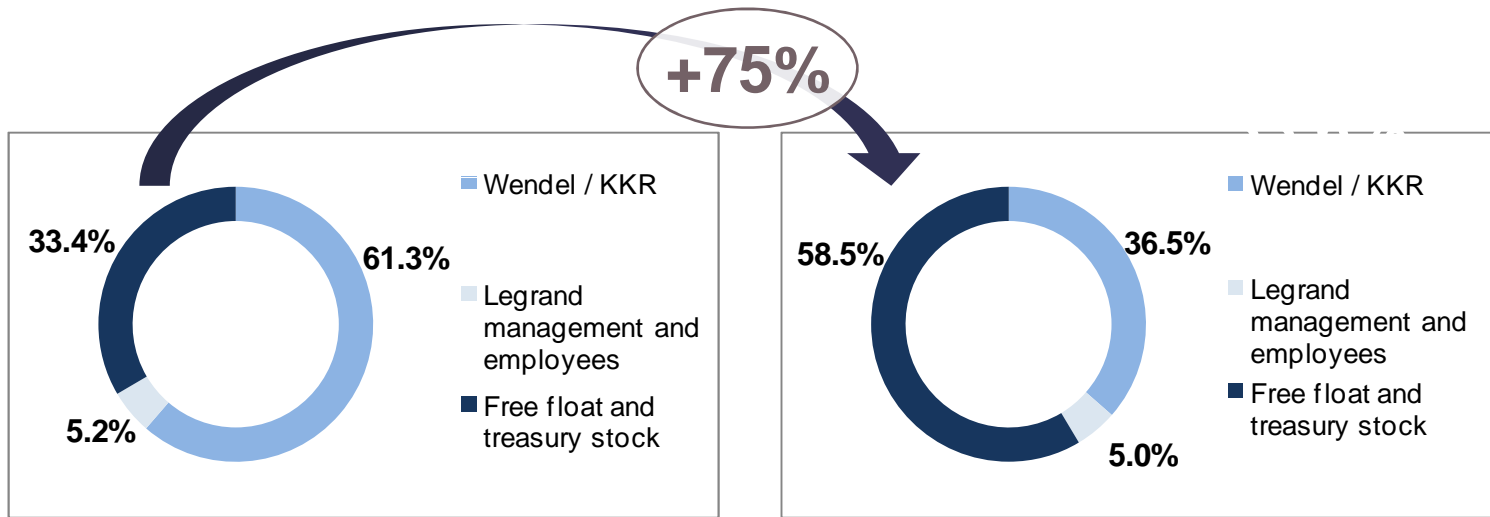 +75%
Wendel / KKR
33.4%
61.3%
Legrand
management and
employees
Free float and
treasury stock
5.2%
Wendel / KKR
58.5%
36.5%
Legrand
management and
employees
Free float and
treasury stock
5.0%